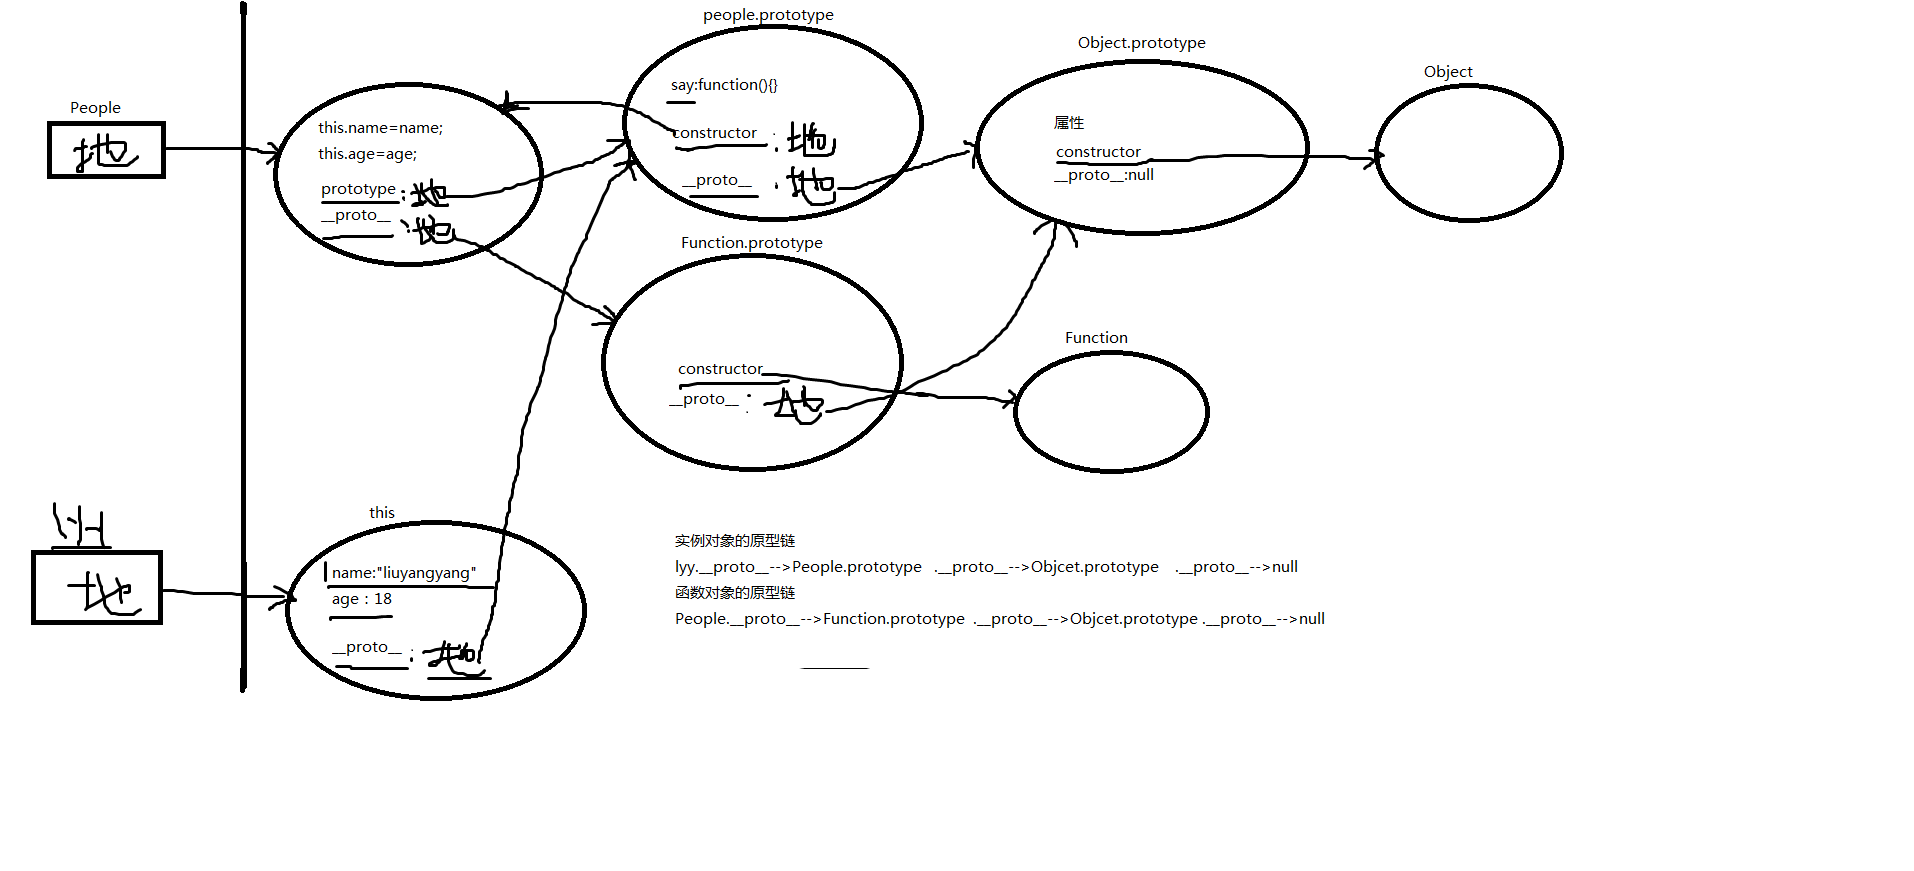 People
地
this.name=name;
this.age=age;
prototype:地
__proto__:地
people.prototype
say:function(){}
constructor:地
__proto__:地
Object.prototype
属性
constructor
__proto__:null
Object
Function.prototype
constructor
__proto__:地
Function
地
this
name:"liuyangyang"
age：18
__proto__:地
实例对象的原型链
lyy.__proto__-->People.prototype .__proto__-->Objcet.prototype .__proto__-->null
函数对象的原型链
People.__proto__-->Function.prototype .__proto__-->Objcet.prototype .__proto__-->null